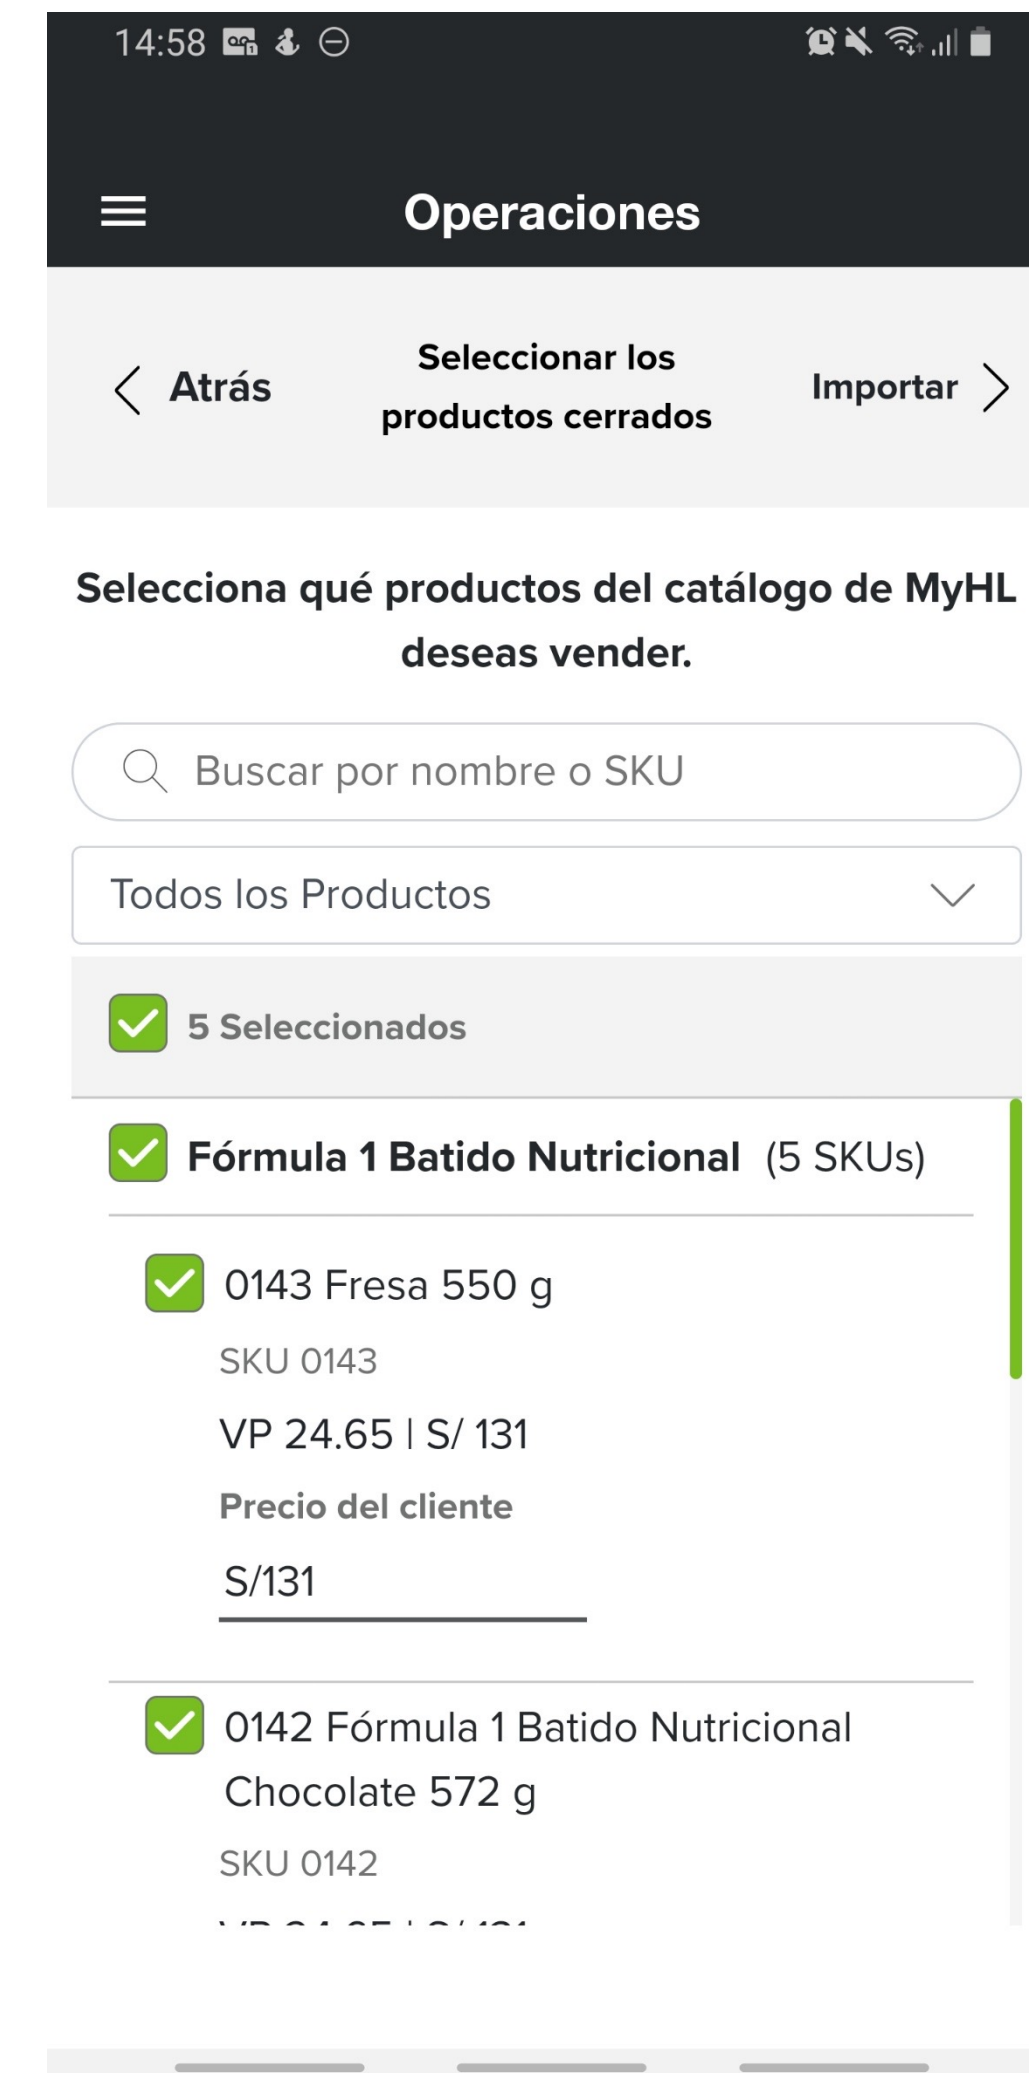 14:58
Operaciones
Atrás
Seleccionar los
productos cerrados
Importar
Selecciona qué productos del catálogo de MyHL
deseas vender.
Buscar por nombre o SKU
Todos los Productos
5 Seleccionados
Fórmula 1 Batido Nutricional (5 SKUs)
0143 Fresa 550 g
SKU 0143
VP 24.65 | S/ 131
Precio del cliente
S/131
0142 Fórmula 1 Batido Nutricional
Chocolate 572 g
SKU 0142